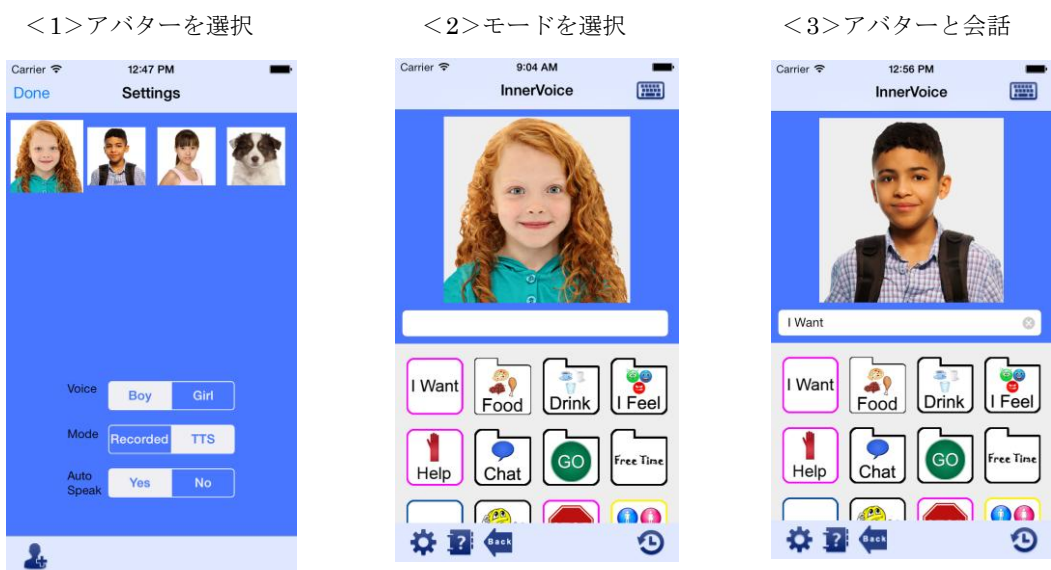 <1>アバターを選択
<2>モードを選択
<3>アバターと会話
Carrier 12:47 PM
Done Settings
Voice Boy Girl
Mode Recorded TTS
Auto Speak Yes No
Carrier 9:04 AM
InnerVoice
I Want Food Drink I Feel
Help Chat GO Free Time
Back
Carrier 12:56 PM
InnerVoice
I Want
I Want Food Drink I Feel
Help Chat GO Free Time
Back